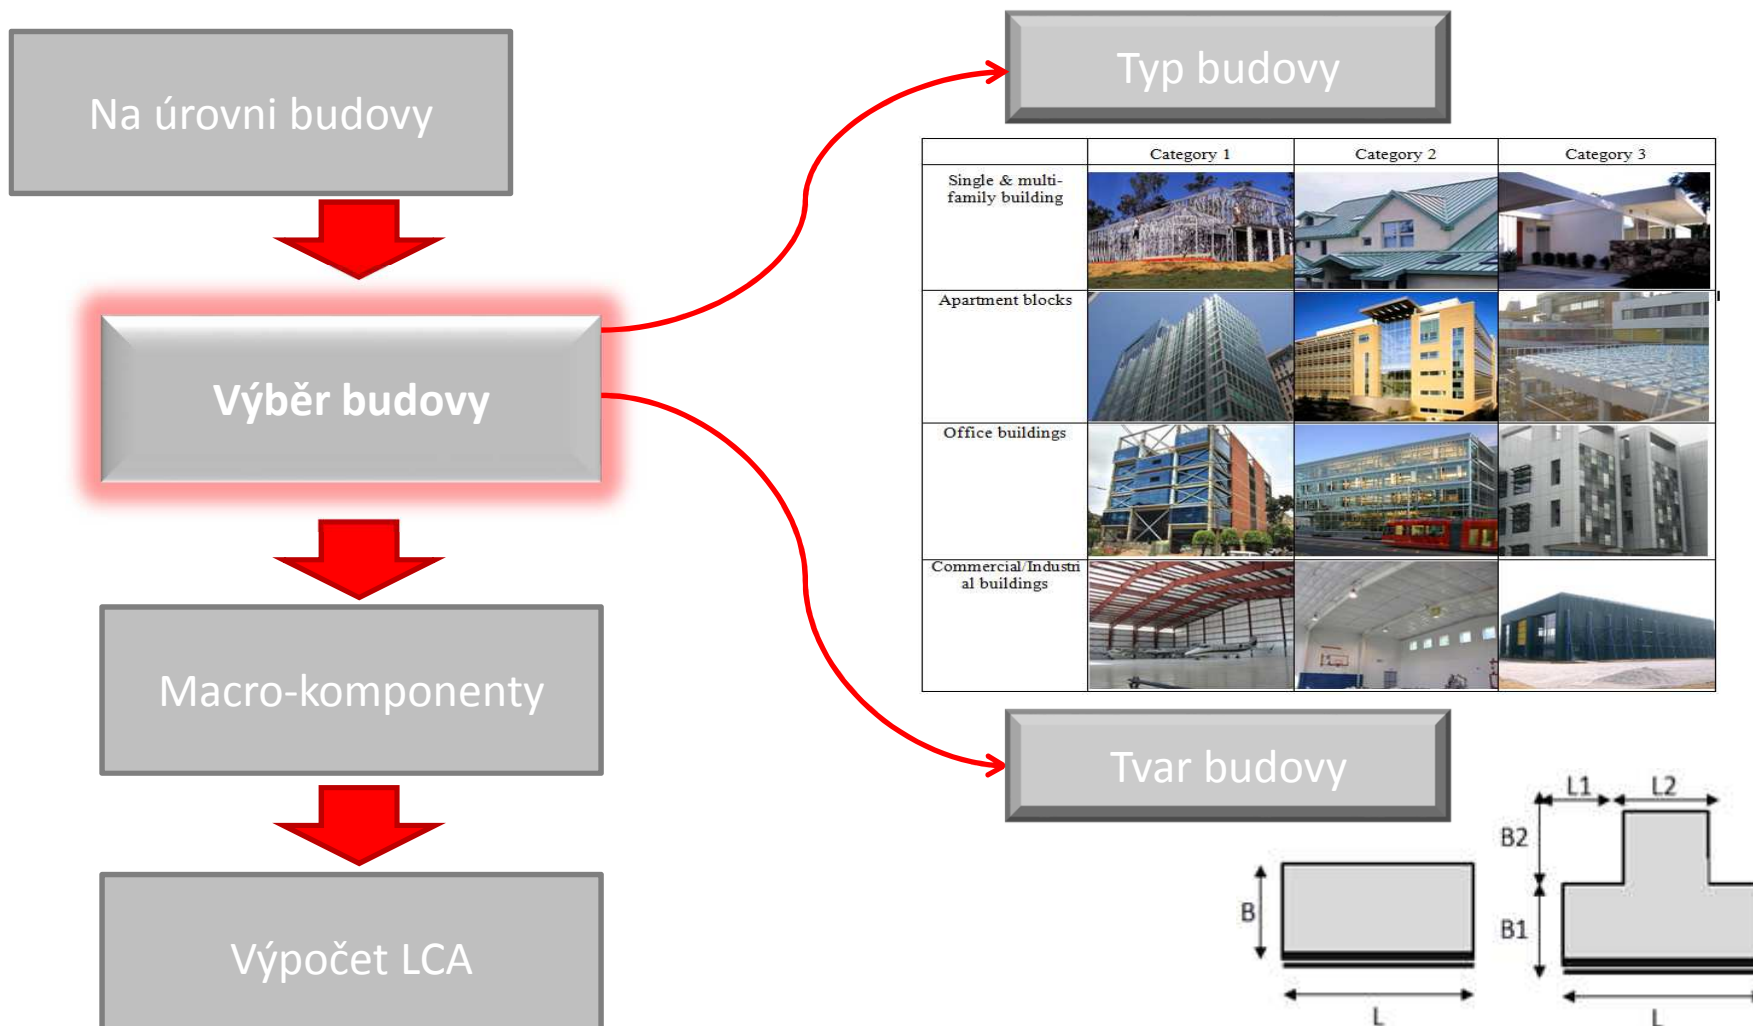 Na úrovni budovy
Výběr budovy
Macro-komponenty
Výpočet LCA
Typ budovy
Category 1 Category 2 Category 3
Single & multi-
family building
Apartment blocks
Office buildings
Commercial/Industri
al buildings
Tvar budovy
L1 L2
B2
B
B1
L
L